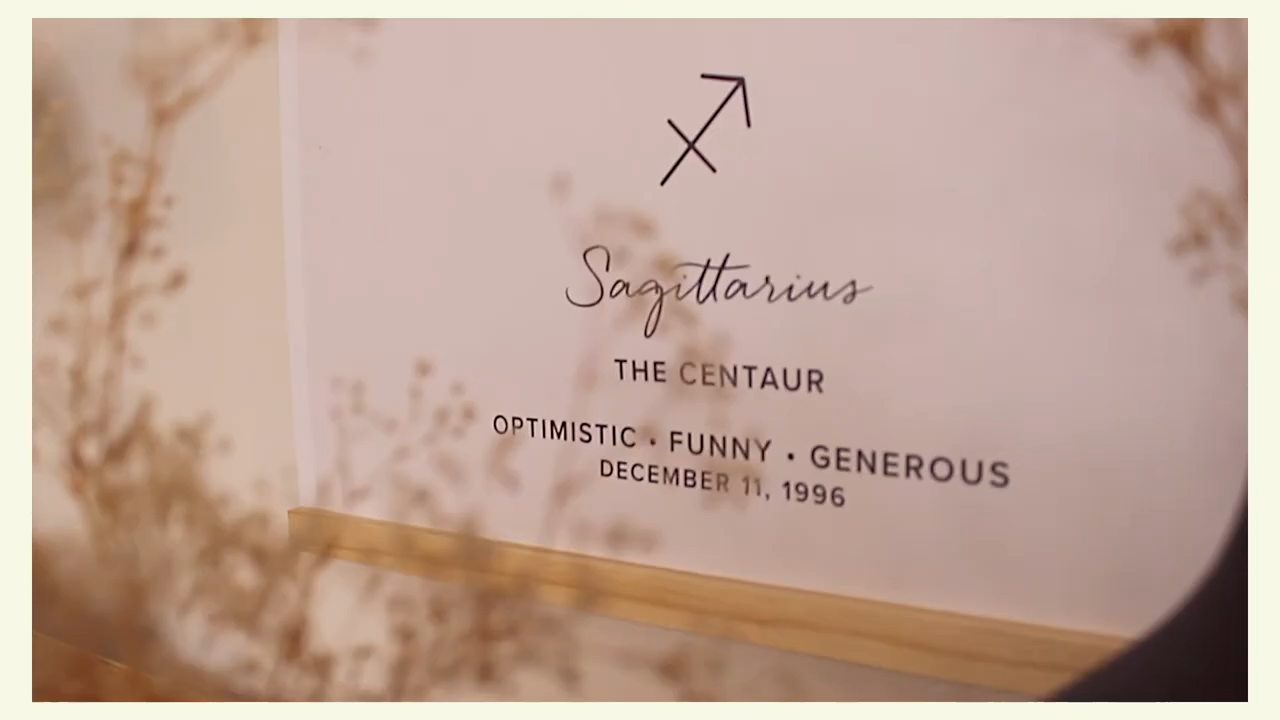 Sagittarius
THE CENTAUR
OPTIMISTIC • FUNNY • GENEROUS
DECEMBER 11, 1996